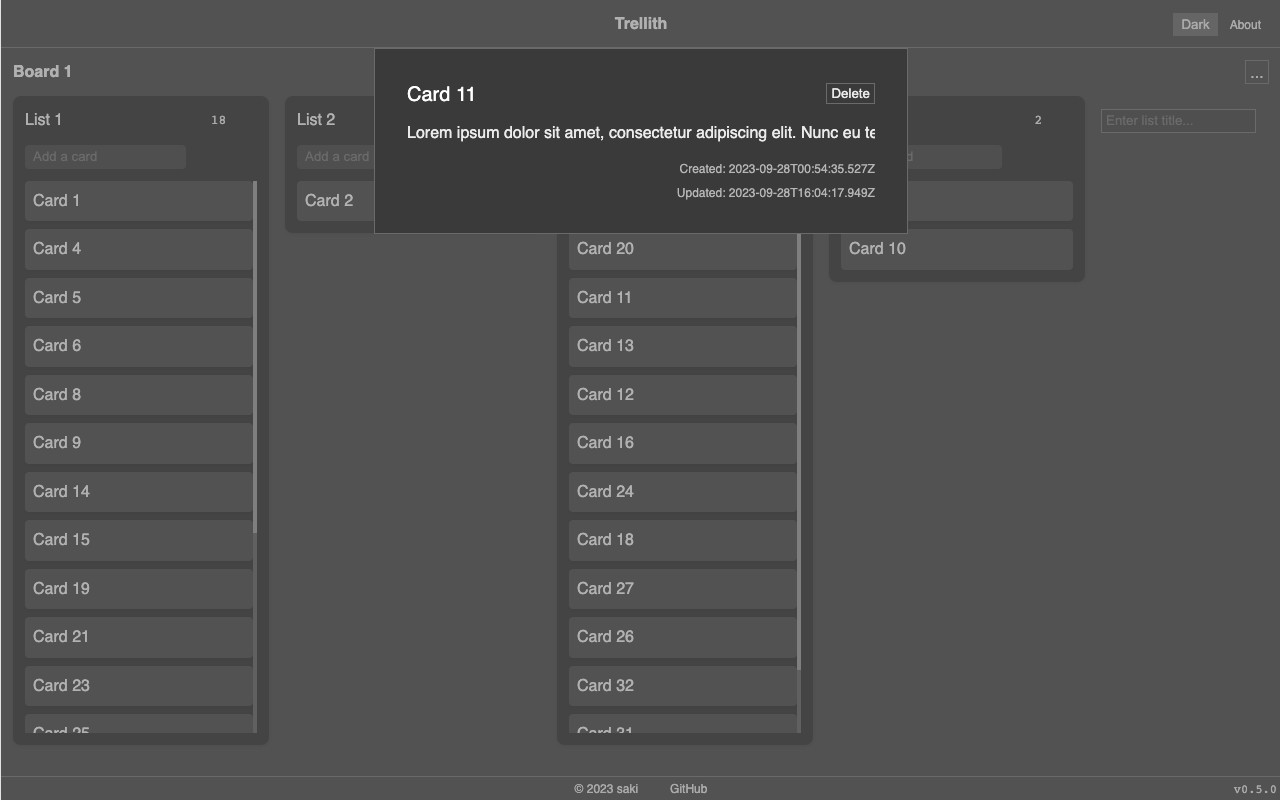 Trellith
Dark
About
Board 1
...
Card 11
Delete
Lorem ipsum dolor sit amet, consectetur adipiscing elit. Nunc eu te
Created: 2023-09-28T00:54:35.527Z
Updated: 2023-09-28T16:04:17.949Z
List 1
18
Add a card
Card 1
Card 4
Card 5
Card 6
Card 8
Card 9
Card 14
Card 15
Card 19
Card 21
Card 23
Card 25
List 2
Add a card
Card 2
Card 20
Card 11
Card 13
Card 12
Card 16
Card 24
Card 18
Card 27
Card 26
Card 32
Card 31
2
Card 10
Enter list title...
© 2023 saki
GitHub
v0.5.0